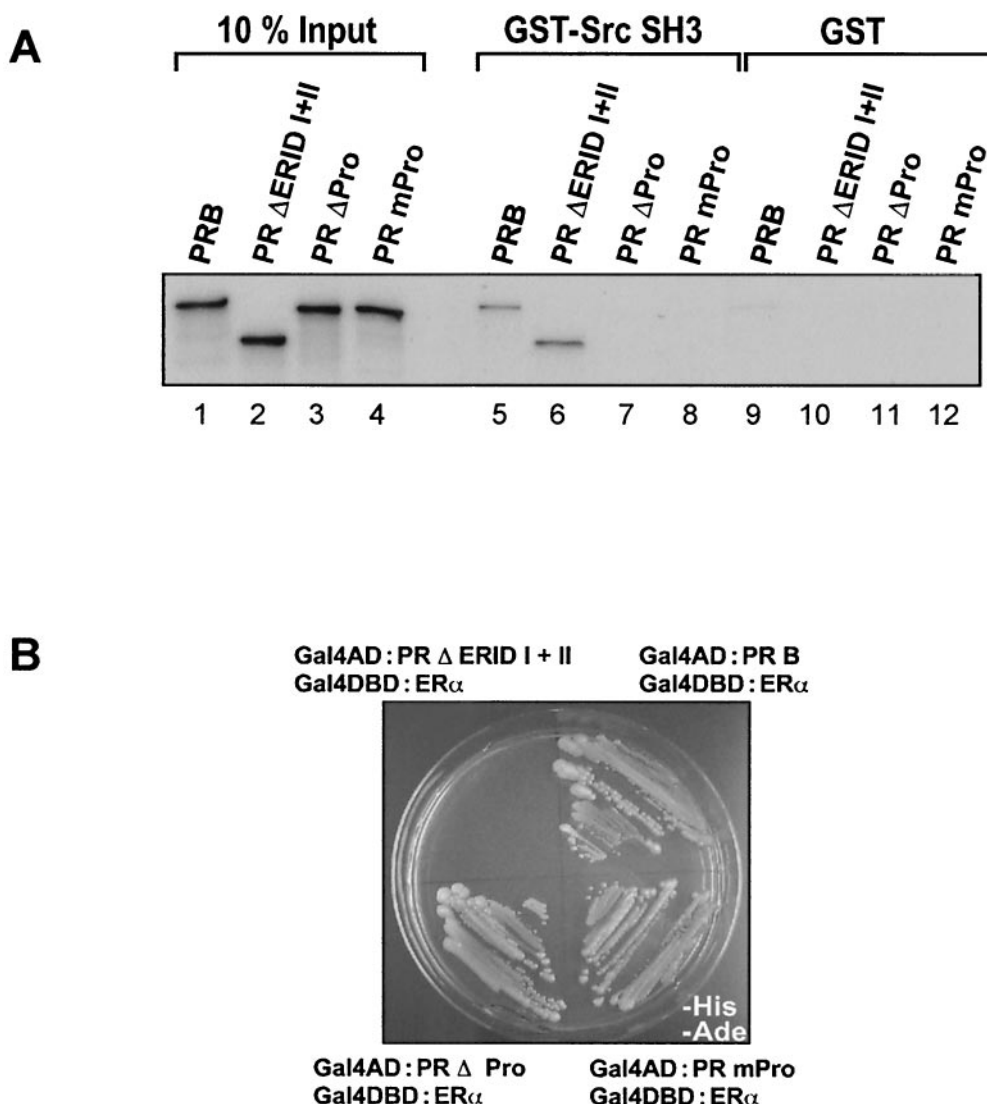 A
10 % Input GST-Src SH3 GST
PRB PR ΔERID I+II PR ΔPro PR mPro PRB PR ΔERID I+II PR ΔPro PR mPro PRB PR ΔERID I+II PR ΔPro PR mPro
1 2 3 4 5 6 7 8 9 10 11 12
B
Gal4AD:PR Δ ERID I + II Gal4AD:PR B
Gal4DBD:ERα Gal4DBD:ERα
-His
-Ade
Gal4AD:PR Δ Pro Gal4AD:PR mPro
Gal4DBD:ERα Gal4DBD:ERα